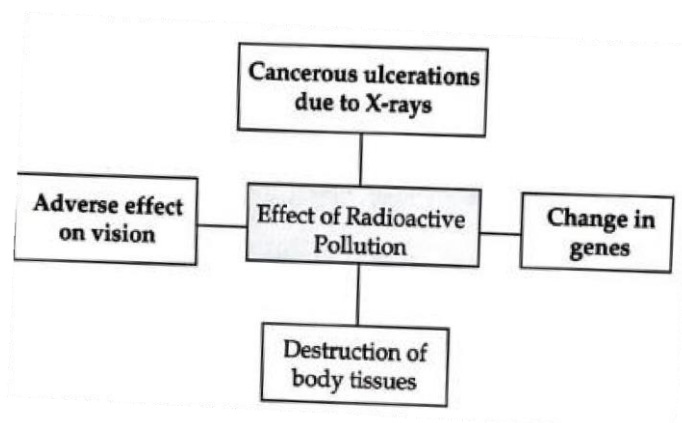 Cancerous ulcerations
due to X-rays
Adverse effect
on vision
Effect of Radioactive
Pollution
Change in
genes
Destruction of
body tissues